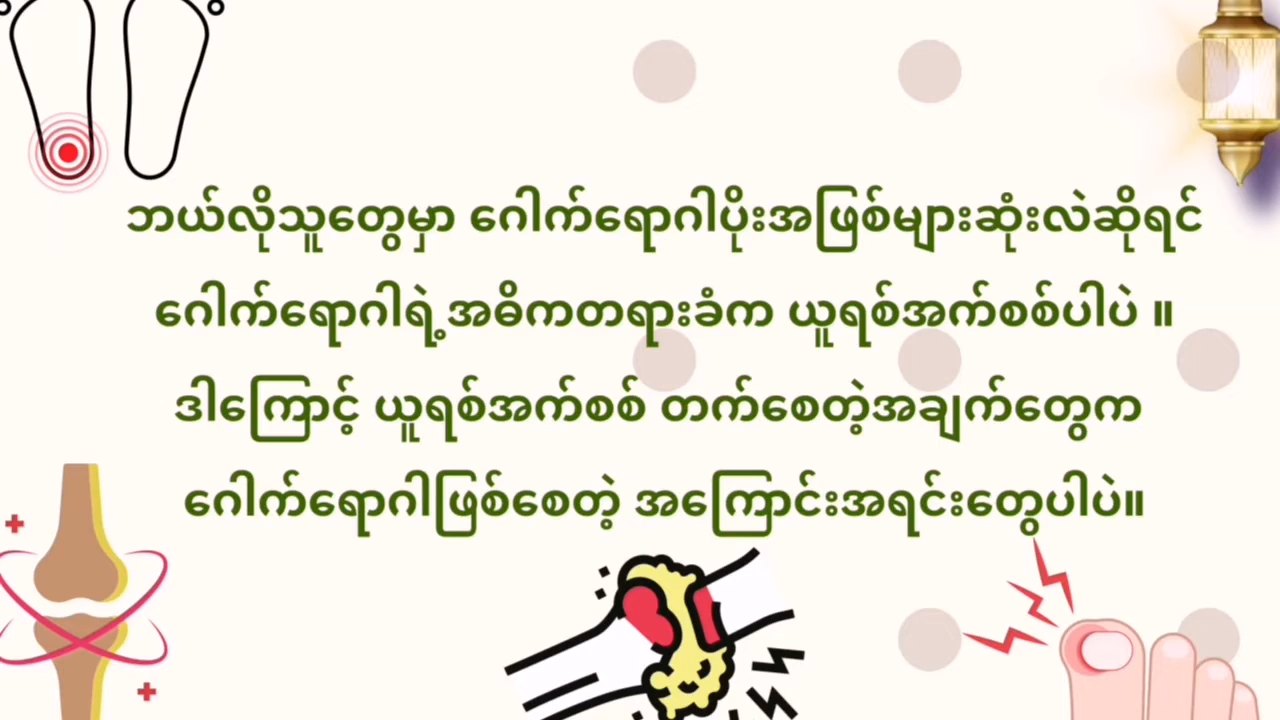 ဘယ်လိုသူတွေမှာ ဂေါက်ရောဂါပိုးအဖြစ်များဆုံးလဲဆိုရင်
ဂေါက်ရောဂါရဲ့အဓိကတရားခံက ယူရစ်အက်စစ်ပါပဲ ။
ဒါကြောင့် ယူရစ်အက်စစ် တက်စေတဲ့အချက်တွေက
ဂေါက်ရောဂါဖြစ်စေတဲ့ အကြောင်းအရင်းတွေပါပဲ။